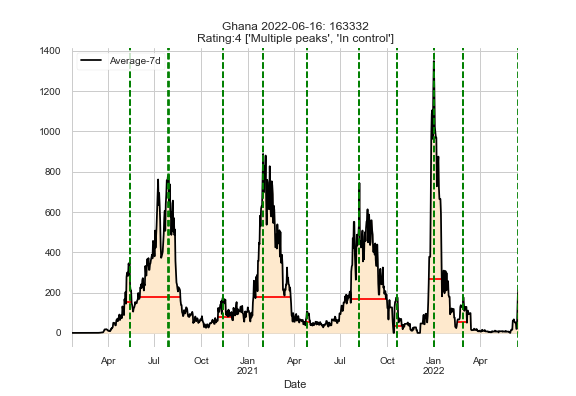 Ghana 2022-06-16: 163332
Rating:4 ['Multiple peaks', 'In control']
1400
1200
1000
800
600
400
200
0
Average-7d
Apr Jul Oct Jan Apr Jul Oct Jan Apr
2021 2022
Date